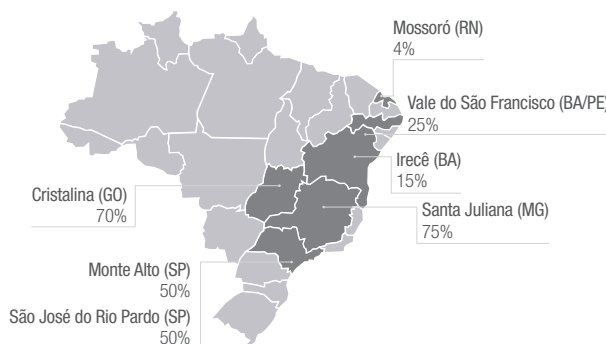 Mossoró (RN)
4%
Vale do São Francisco (BA/PE)
25%
Irecê (BA)
15%
Cristalina (GO)
70%
Santa Juliana (MG)
75%
Monte Alto (SP)
50%
São José do Rio Pardo (SP)
50%